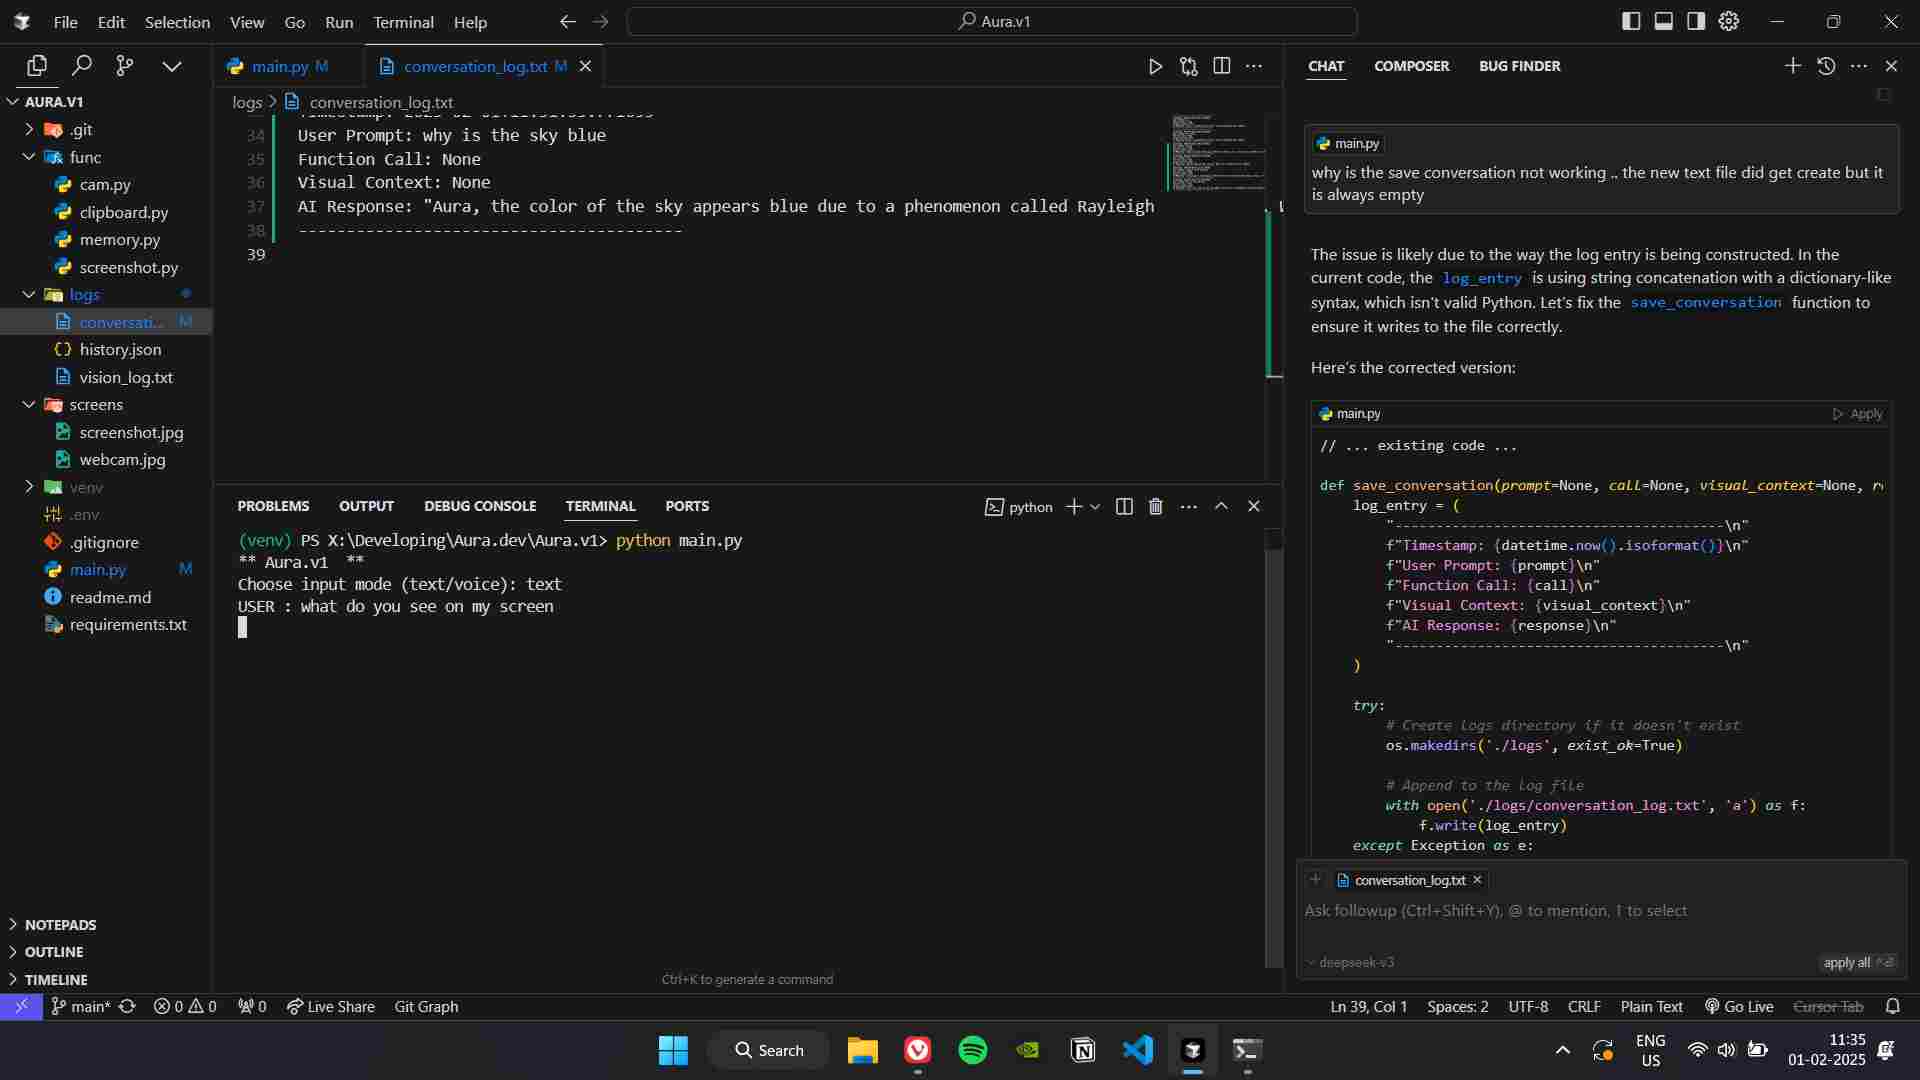 File Edit Selection View Go Run Terminal Help
Aura.v1
AURA.V1
.git
func
cam.py
clipboard.py
memory.py
screenshot.py
logs
conversati... M
history.json
vision_log.txt
screens
screenshot.jpg
webcam.jpg
venv
.env
.gitignore
main.py M
readme.md
requirements.txt
NOTEPADS
OUTLINE
TIMELINE
main.py M
conversation_log.txt M
logs > conversation_log.txt
34 User Prompt: why is the sky blue
35 Function Call: None
36 Visual Context: None
37 AI Response: "Aura, the color of the sky appears blue due to a phenomenon called Rayleigh
38 ----------------------------------------
39
PROBLEMS OUTPUT DEBUG CONSOLE TERMINAL PORTS
python
(venv) PS X:\Developing\Aura.dev\Aura.v1> python main.py
** Aura.v1 **
Choose input mode (text/voice): text
USER : what do you see on my screen
Ctrl+K to generate a command
CHAT COMPOSER BUG FINDER
main.py
why is the save conversation not working .. the new text file did get create but it
is always empty
The issue is likely due to the way the log entry is being constructed. In the
current code, the log_entry is using string concatenation with a dictionary-like
syntax, which isn't valid Python. Let's fix the save_conversation function to
ensure it writes to the file correctly.
Here's the corrected version:
main.py Apply
// ... existing code ...
def save_conversation(prompt=None, call=None, visual_context=None,
log_entry = (
"----------------------------------------\n"
f"Timestamp: {datetime.now().isoformat()}\n"
f"User Prompt: {prompt}\n"
f"Function Call: {call}\n"
f"Visual Context: {visual_context}\n"
f"AI Response: {response}\n"
"----------------------------------------\n"
)
try:
# Create logs directory if it doesn't exist
os.makedirs('./logs', exist_ok=True)
# Append to the log file
with open('./logs/conversation_log.txt', 'a') as f:
f.write(log_entry)
except Exception as e:
conversation_log.txt
Ask followup (Ctrl+Shift+Y), @ to mention, ↑ to select
deepseek-v3
apply all
main* 0 0 0 Live Share Git Graph
Ln 39, Col 1 Spaces: 2 UTF-8 CRLF Plain Text Go Live Cursor Tab
Search
ENG
US
11:35
01-02-2025